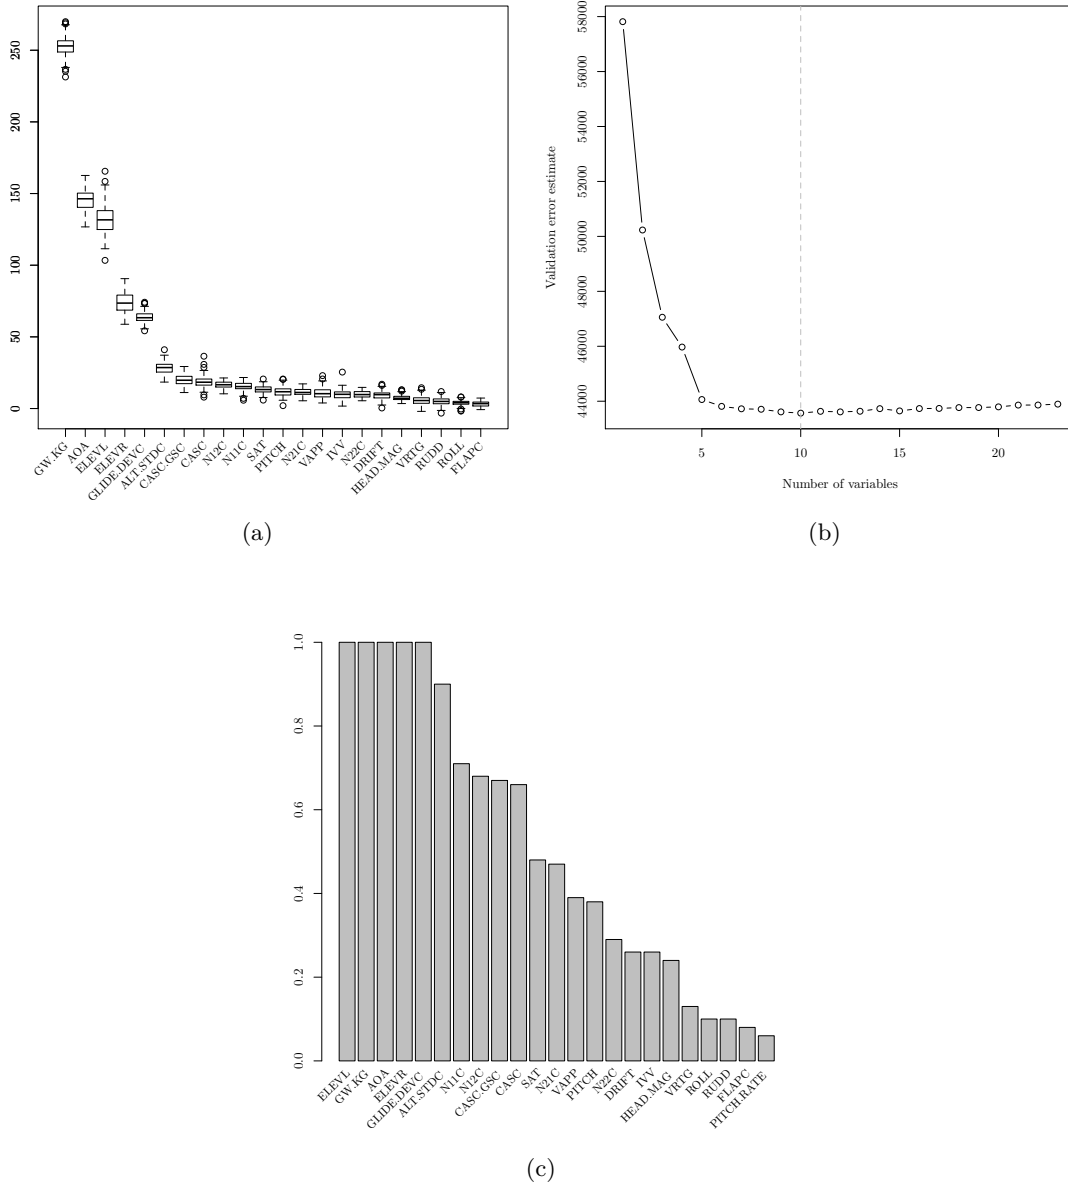 250
200
150
100
50
0
GW.KG
AOA
ELEVL
ELEVR
GLIDE.DEVC
ALT.STDC
CASC.GSC
CASC
N12C
N11C
SAT
PITCH
N21C
VAPP
IVV
N22C
DRIFT
HEAD.MAG
VRTG
RUDD
ROLL
FLAPC
(a)
Validation error estimate
58000
56000
54000
52000
50000
48000
46000
44000
5
10
15
20
Number of variables
(b)
1.0
0.8
0.6
0.4
0.2
0.0
ELEVL
GW.KG
AOA
ELEVR
GLIDE.DEVC
ALT.STDC
N11C
N12C
CASC.GSC
CASC
SAT
N21C
VAPP
PITCH
N22C
DRIFT
IVV
HEAD.MAG
VRTG
ROLL
RUDD
FLAPC
PITCH.RATE
(c)